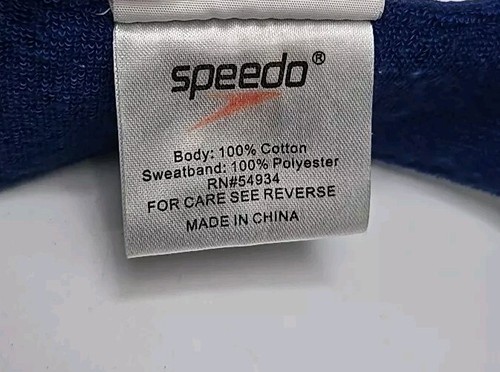 speedo®
Body: 100% Cotton
Sweatband: 100% Polyester
RN#54934
FOR CARE SEE REVERSE
MADE IN CHINA